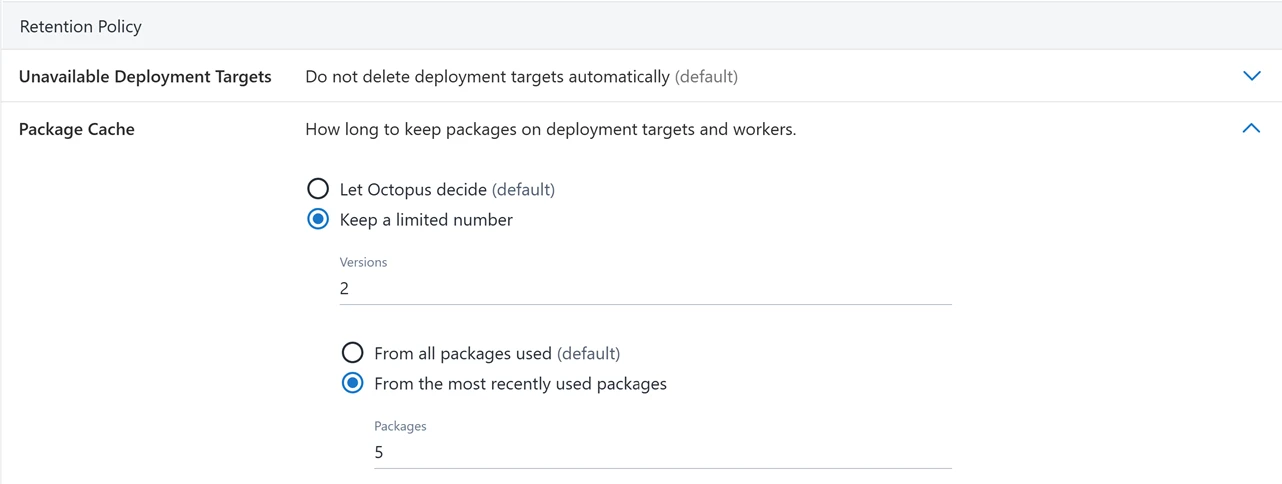 Retention Policy
Unavailable Deployment Targets Do not delete deployment targets automatically (default)
Package Cache How long to keep packages on deployment targets and workers.
Let Octopus decide (default)
Keep a limited number
Versions
2
From all packages used (default)
From the most recently used packages
Packages
5